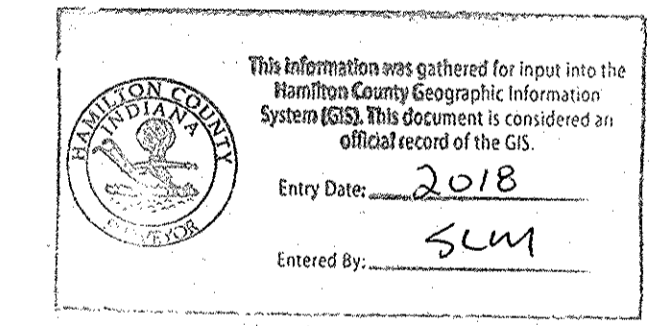 This information was gathered for input into the
Hamilton County Geographic Information
System (GIS). This document is considered an
official record of the GIS.
HAMILTON COUNTY
INDIANA
SURVEYOR
Entry Date: 2018
Entered By: SLM